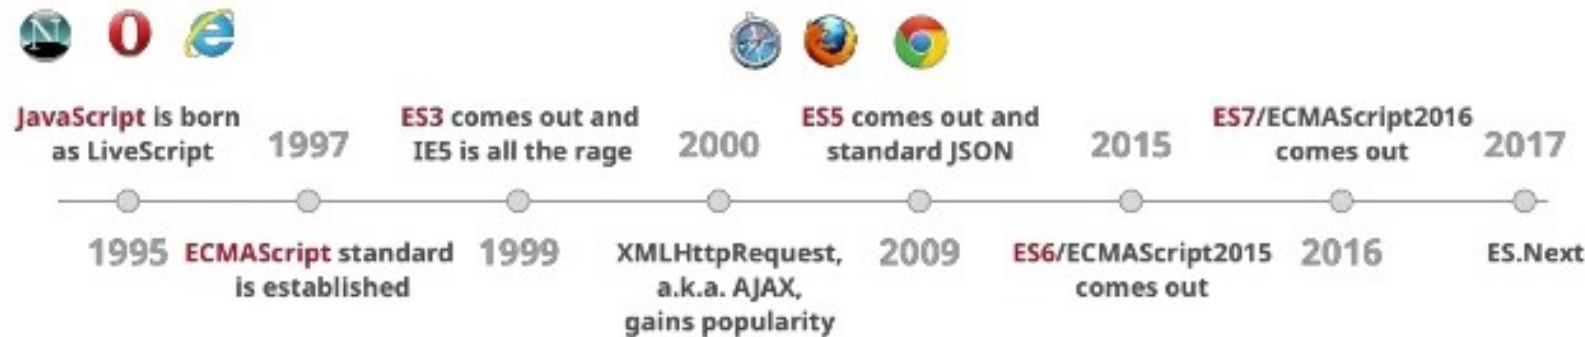 JavaScript is born
as LiveScript
1995
1997
ECMAScript standard
is established
ES3 comes out and
IE5 is all the rage
1999
2000
XMLHttpRequest,
a.k.a. AJAX,
gains popularity
ES5 comes out and
standard JSON
2009
2015
ES6/ECMAScript2015
comes out
ES7/ECMAScript2016
comes out
2016
2017
ES.Next
N